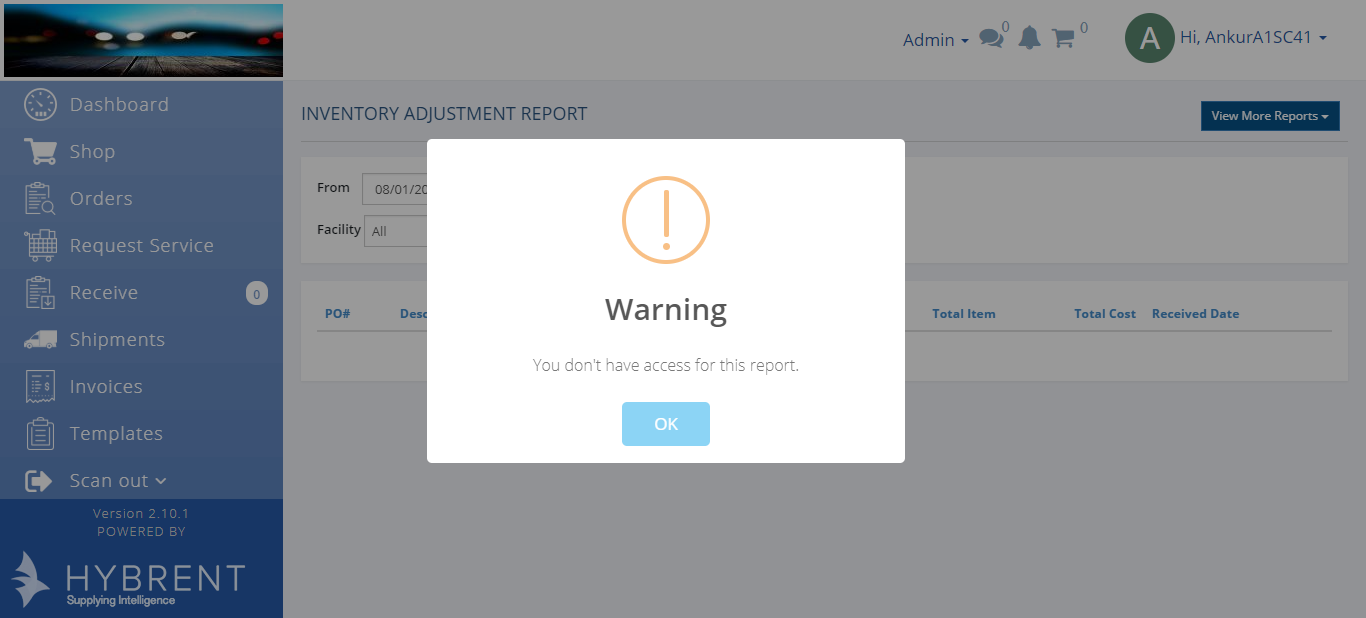 Admin
0
0
A
Hi, AnkurA1SC41
Dashboard
Shop
Orders
Request Service
Receive
0
Shipments
Invoices
Templates
Scan out
Version 2.10.1
POWERED BY
HYBRENT
Supplying Intelligence
INVENTORY ADJUSTMENT REPORT
View More Reports
From 08/01/20
Facility All
PO# Desc Total Item Total Cost Received Date
Warning
You don't have access for this report.
OK